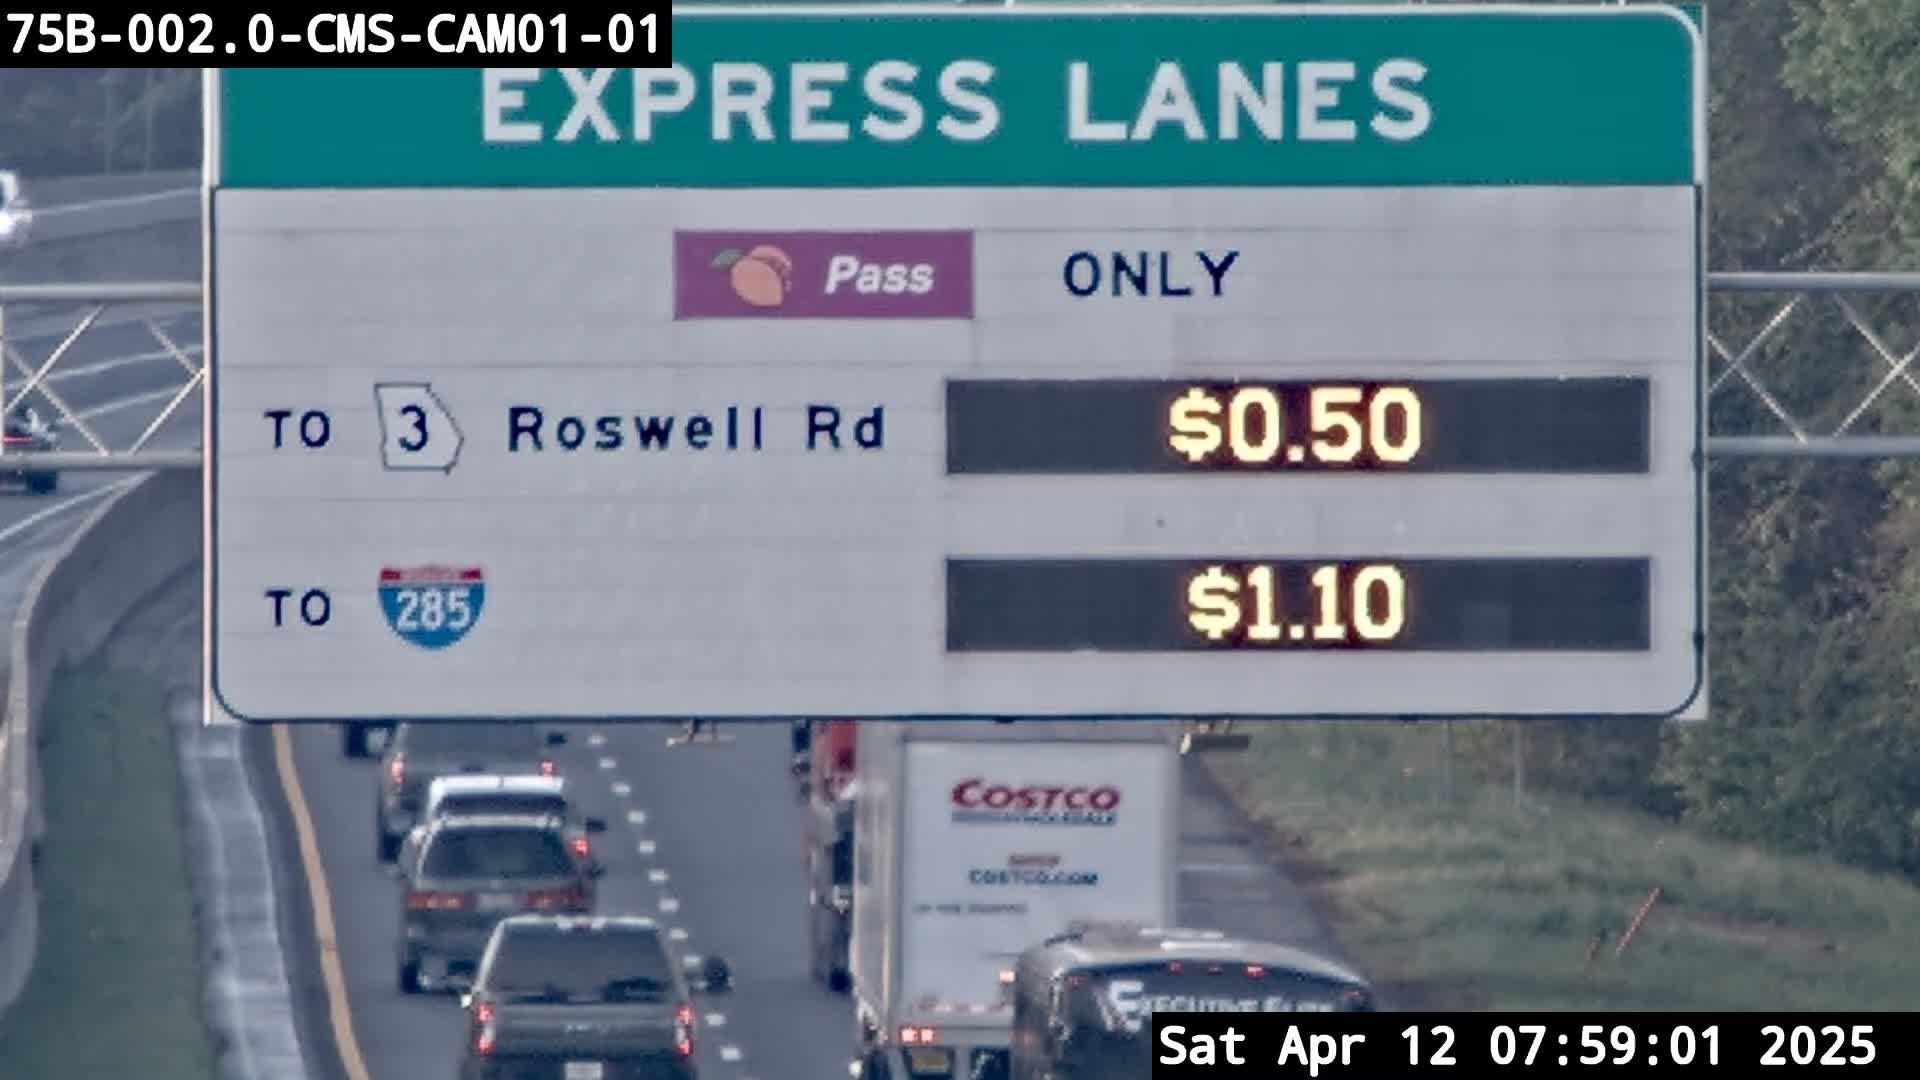 75B-002.0-CMS-CAM01-01
EXPRESS LANES
Pass ONLY
TO 3 Roswell Rd $0.50
TO 285 $1.10
COSTCO
WHOLESALE
COSTCO.COM
Sat Apr 12 07:59:01 2025